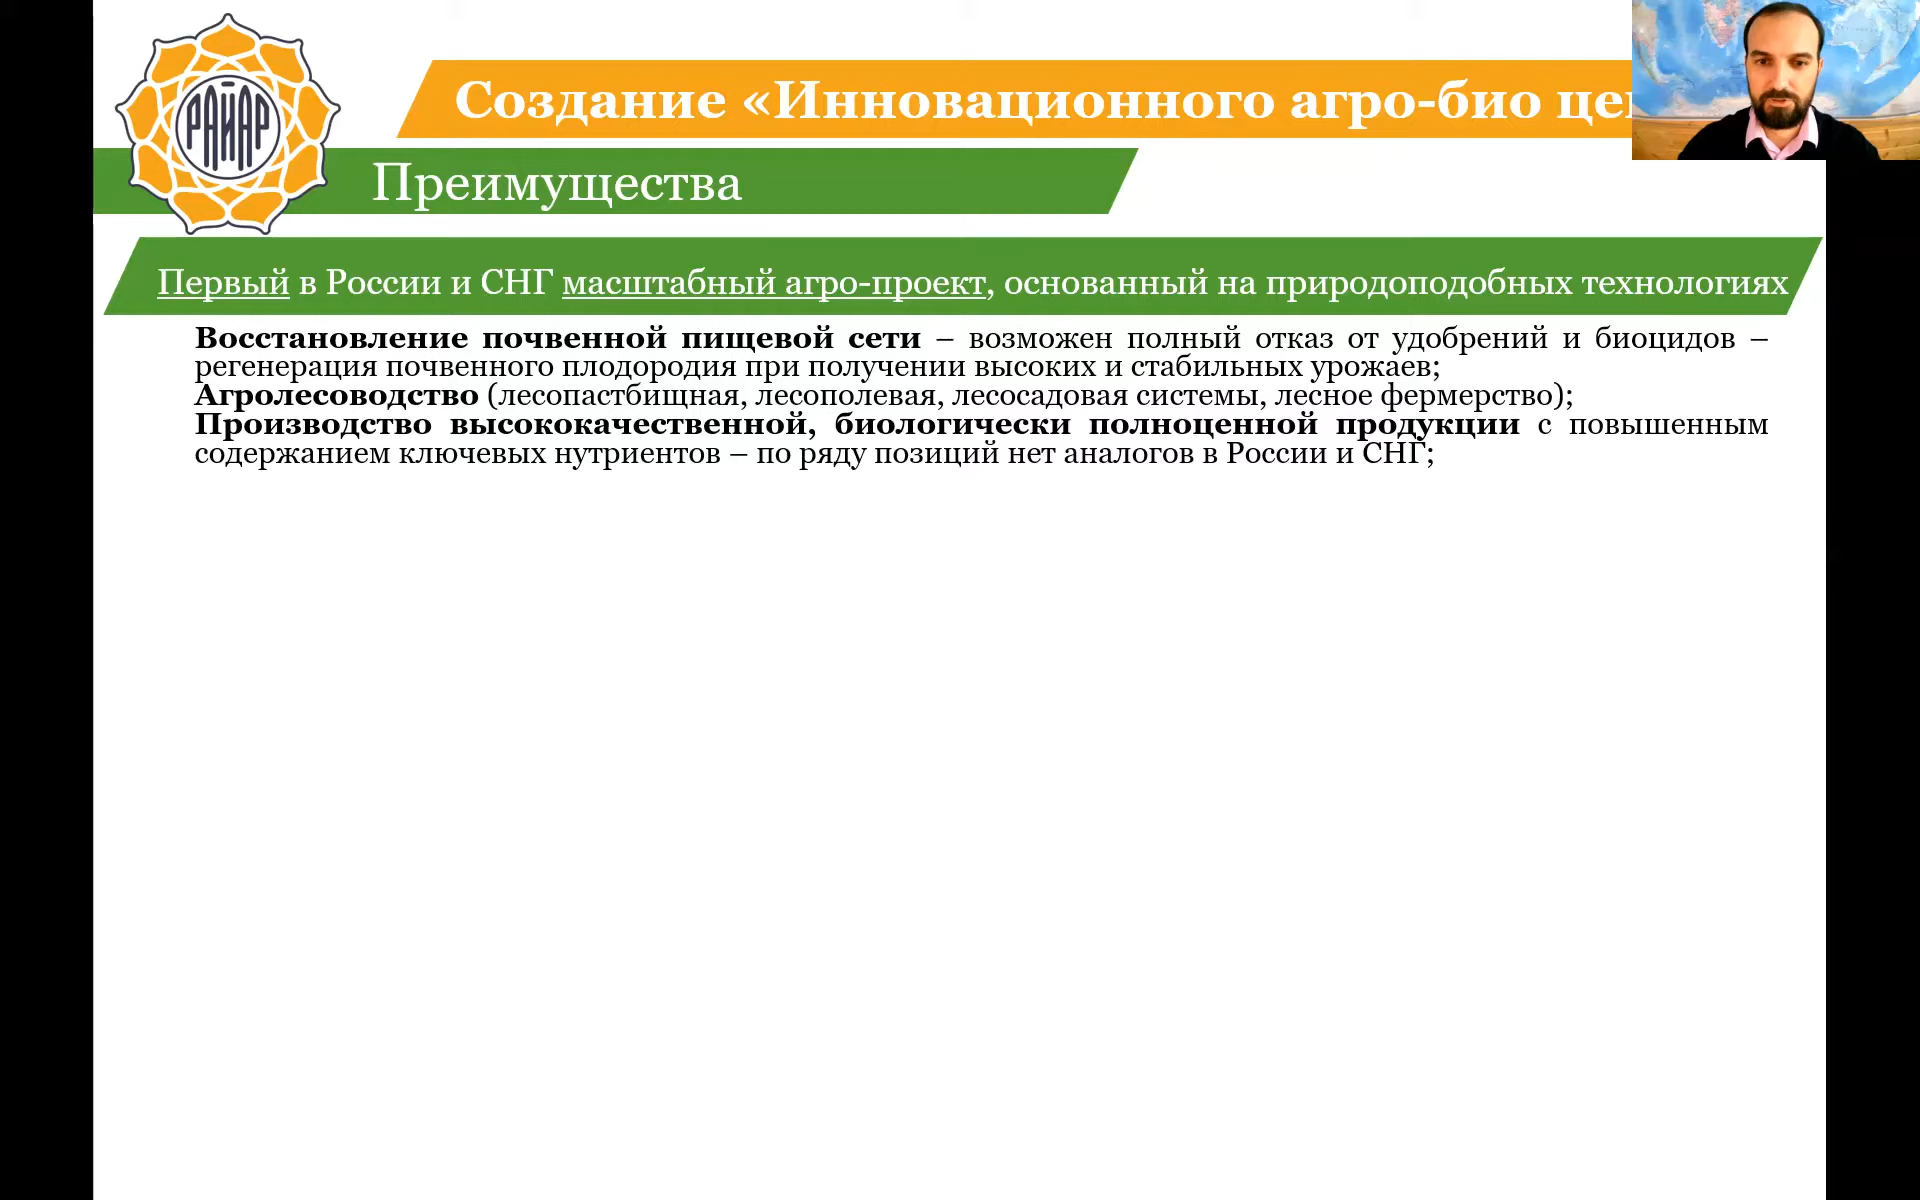 РАЙАР
Создание «Инновационного агро-био
Преимущества
Первый в России и СНГ масштабный агро-проект, основанный на природоподобных технологиях
Восстановление почвенной пищевой сети – возможен полный отказ от удобрений и биоцидов –
регенерация почвенного плодородия при получении высоких и стабильных урожаев;
Агролесоводство (лесопастбищная, лесополевая, лесосадовая системы, лесное фермерство);
Производство высококачественной, биологически полноценной продукции с повышенным
содержанием ключевых нутриентов – по ряду позиций нет аналогов в России и СНГ;